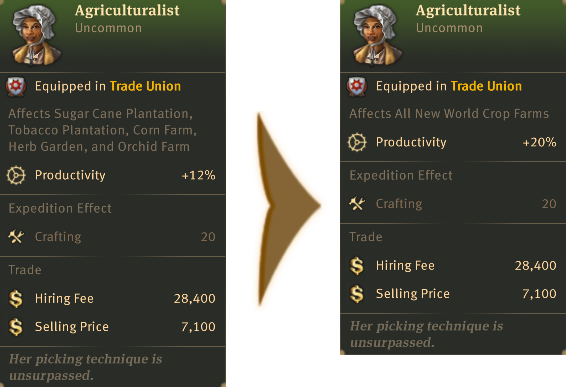 Agriculturalist
Uncommon
Equipped in Trade Union
Affects Sugar Cane Plantation,
Tobacco Plantation, Corn Farm,
Herb Garden, and Orchid Farm
Productivity +12%
Expedition Effect
Crafting 20
Trade
Hiring Fee 28,400
Selling Price 7,100
Her picking technique is
unsurpassed.
Agriculturalist
Uncommon
Equipped in Trade Union
Affects All New World Crop Farms
Productivity +20%
Expedition Effect
Crafting 20
Trade
Hiring Fee 28,400
Selling Price 7,100
Her picking technique is
unsurpassed.